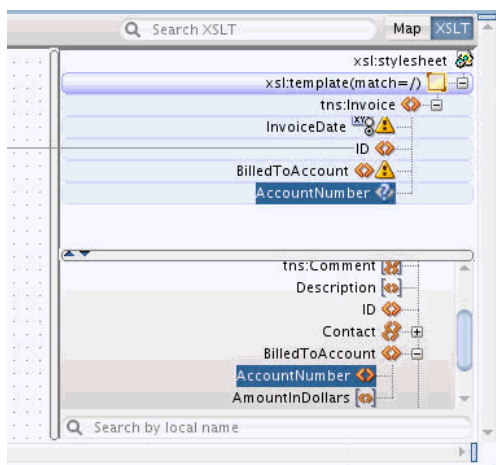 Search XSLT
Map XSLT
xsl:stylesheet
xsl:template(match=/)
tns:Invoice
InvoiceDate
ID
BilledToAccount
AccountNumber
tns:Comment
Description
ID
Contact
BilledToAccount
AccountNumber
AmountInDollars
Search by local name